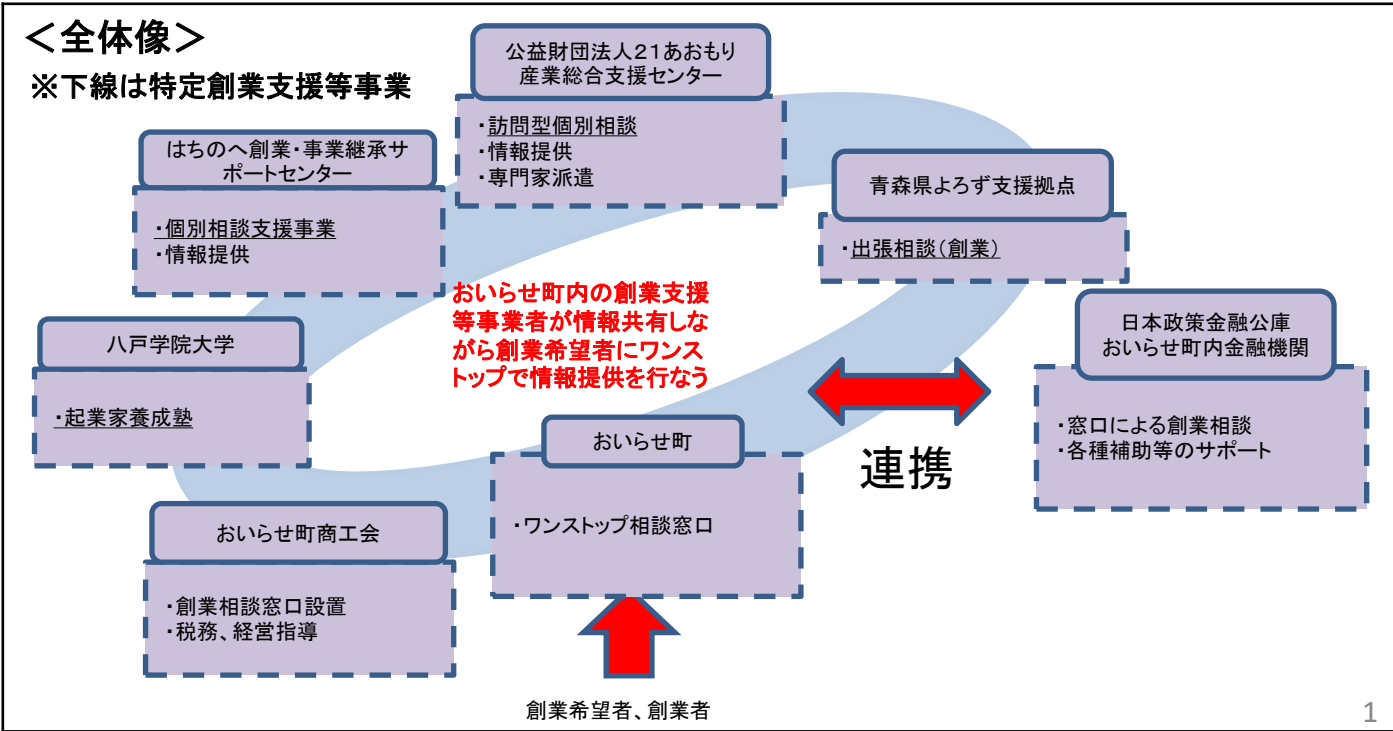 ＜全体像＞
※下線は特定創業支援等事業
公益財団法人２１あおもり
産業総合支援センター
・訪問型個別相談
・情報提供
・専門家派遣
はちのへ創業・事業継承サ
ポートセンター
・個別相談支援事業
・情報提供
青森県よろず支援拠点
・出張相談（創業）
おいらせ町内の創業支援
等事業者が情報共有しな
がら創業希望者にワンス
トップで情報提供を行なう
日本政策金融公庫
おいらせ町内金融機関
・窓口による創業相談
・各種補助等のサポート
八戸学院大学
・起業家養成塾
連携
おいらせ町
・ワンストップ相談窓口
おいらせ町商工会
・創業相談窓口設置
・税務、経営指導
創業希望者、創業者
1